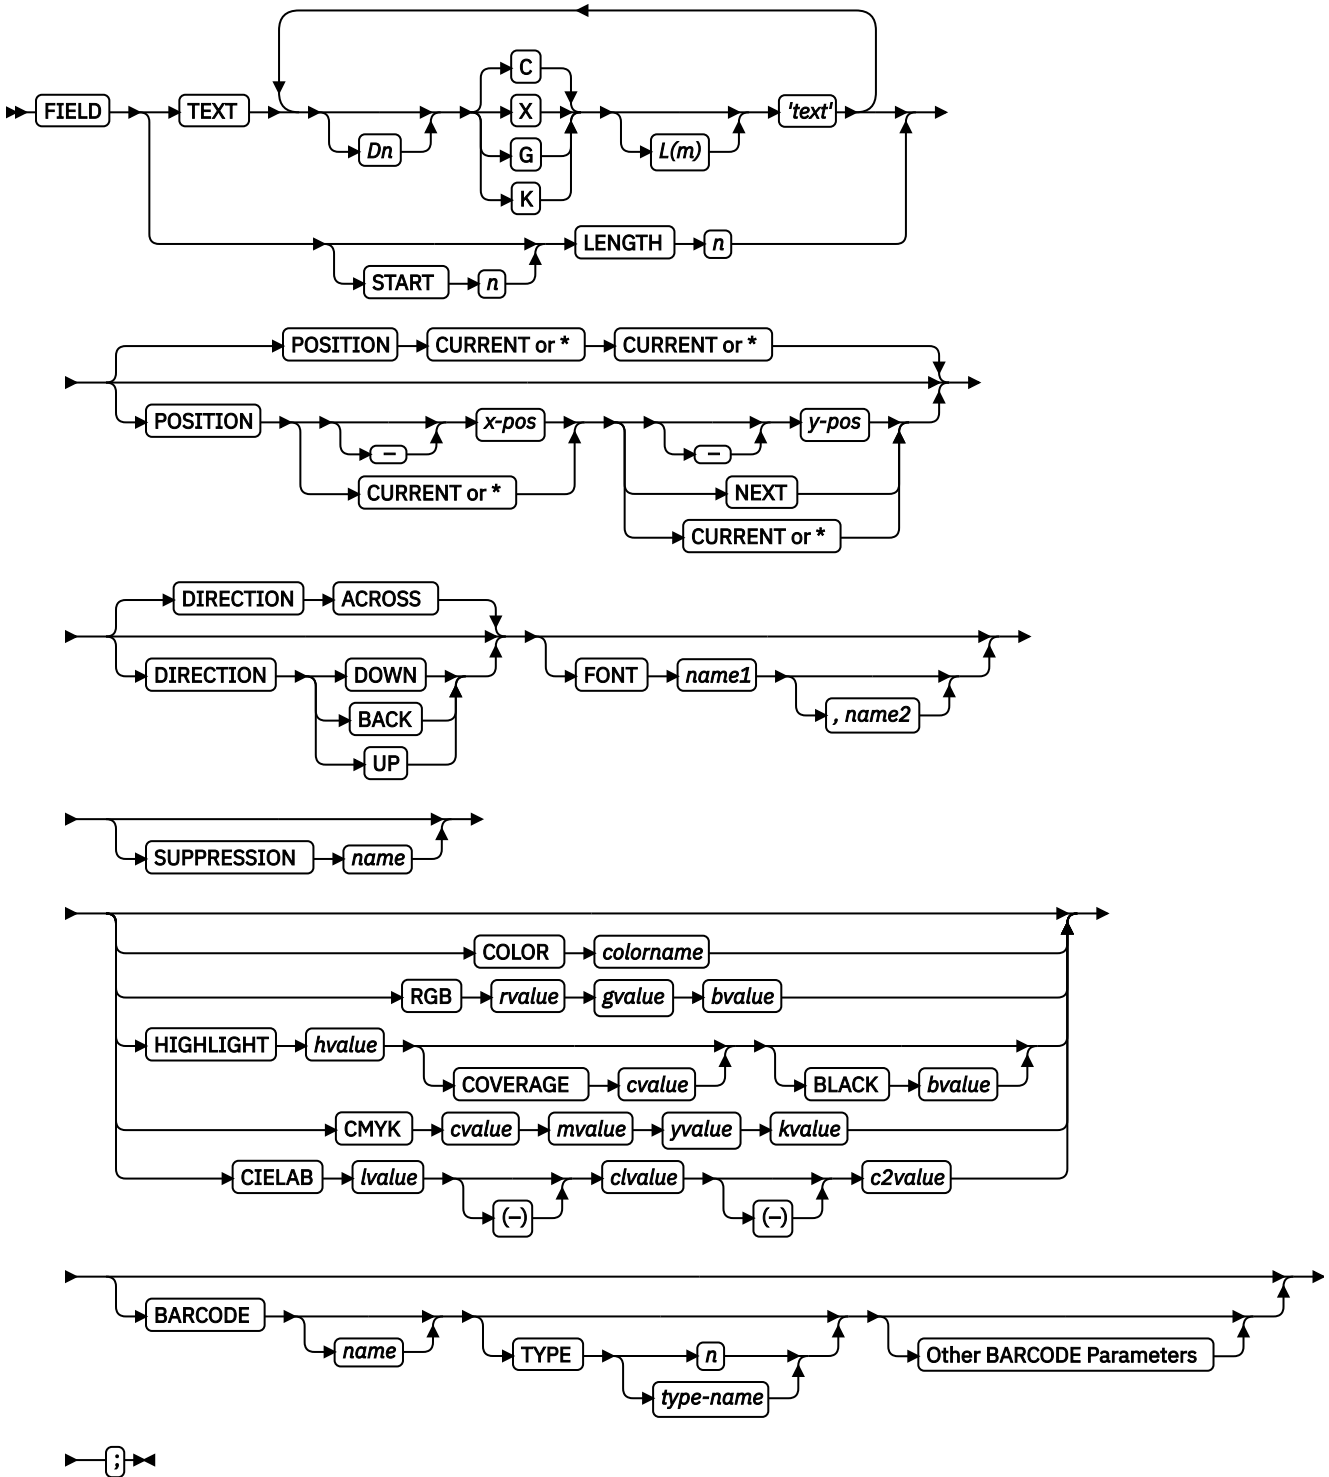 C
FIELD TEXT X 'text'
Dn G L(m)
K
LENGTH n
START n
POSITION CURRENT or * CURRENT or *
POSITION x-pos y-pos
– –
CURRENT or * NEXT
CURRENT or *
DIRECTION ACROSS
DIRECTION DOWN FONT name1
BACK , name2
UP
SUPPRESSION name
COLOR colorname
RGB rvalue gvalue bvalue
HIGHLIGHT hvalue
COVERAGE cvalue BLACK bvalue
CMYK cvalue mvalue yvalue kvalue
CIELAB lvalue clvalue c2value
(–) (–)
BARCODE
name TYPE n Other BARCODE Parameters
type-name
;